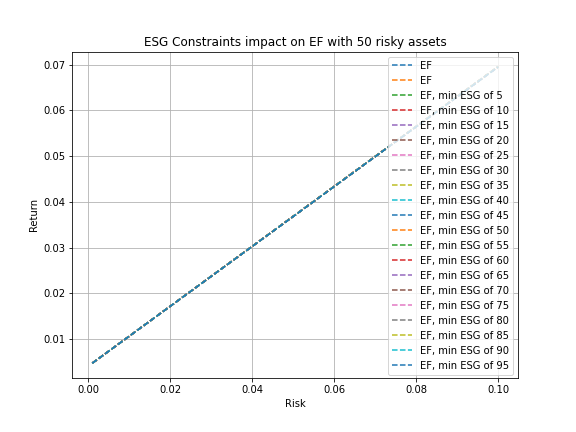 ESG Constraints impact on EF with 50 risky assets
Return
0.07
0.06
0.05
0.04
0.03
0.02
0.01
0.00
0.02
0.04
0.06
0.08
0.10
Risk
EF
EF
EF, min ESG of 5
EF, min ESG of 10
EF, min ESG of 15
EF, min ESG of 20
EF, min ESG of 25
EF, min ESG of 30
EF, min ESG of 35
EF, min ESG of 40
EF, min ESG of 45
EF, min ESG of 50
EF, min ESG of 55
EF, min ESG of 60
EF, min ESG of 65
EF, min ESG of 70
EF, min ESG of 75
EF, min ESG of 80
EF, min ESG of 85
EF, min ESG of 90
EF, min ESG of 95